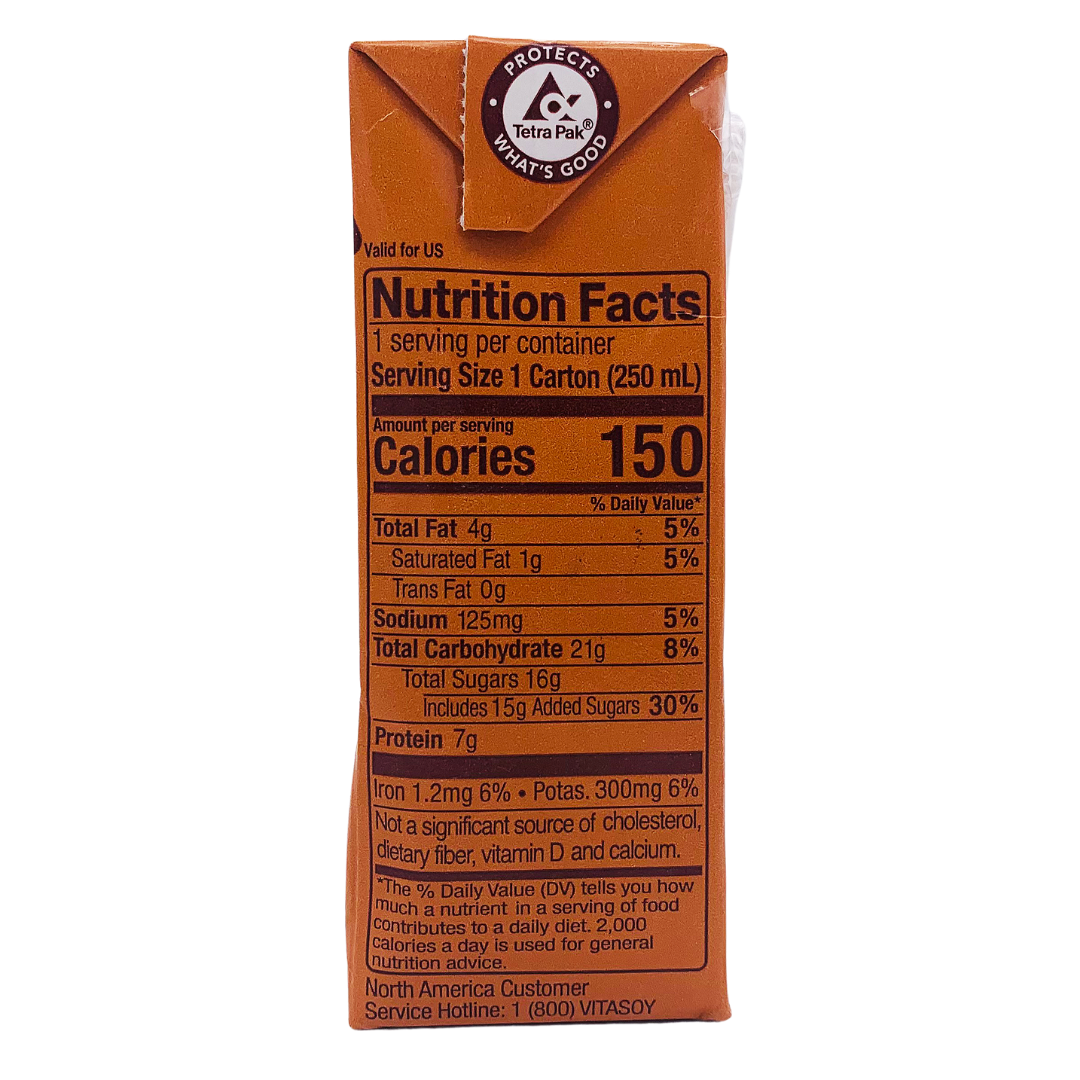 PROTECTS
Tetra Pak®
WHAT'S GOOD
Valid for US
Nutrition Facts
1 serving per container
Serving Size 1 Carton (250 mL)
Amount per serving
Calories 150
% Daily Value*
Total Fat 4g 5%
Saturated Fat 1g 5%
Trans Fat 0g
Sodium 125mg 5%
Total Carbohydrate 21g 8%
Total Sugars 16g
Includes 15g Added Sugars 30%
Protein 7g
Iron 1.2mg 6% • Potas. 300mg 6%
Not a significant source of cholesterol,
dietary fiber, vitamin D and calcium.
*The % Daily Value (DV) tells you how
much a nutrient in a serving of food
contributes to a daily diet. 2,000
calories a day is used for general
nutrition advice.
North America Customer
Service Hotline: 1 (800) VITASOY